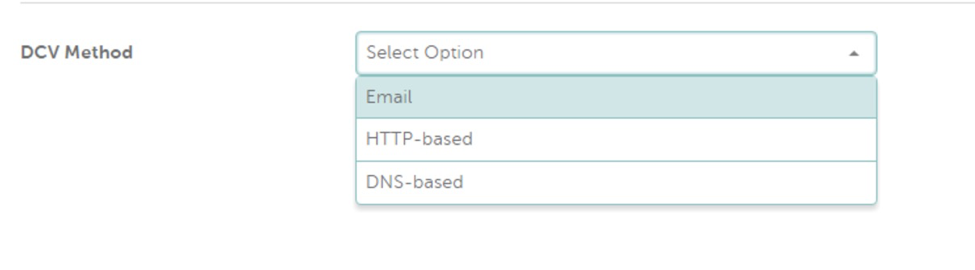 DCV Method
Select Option
Email
HTTP-based
DNS-based